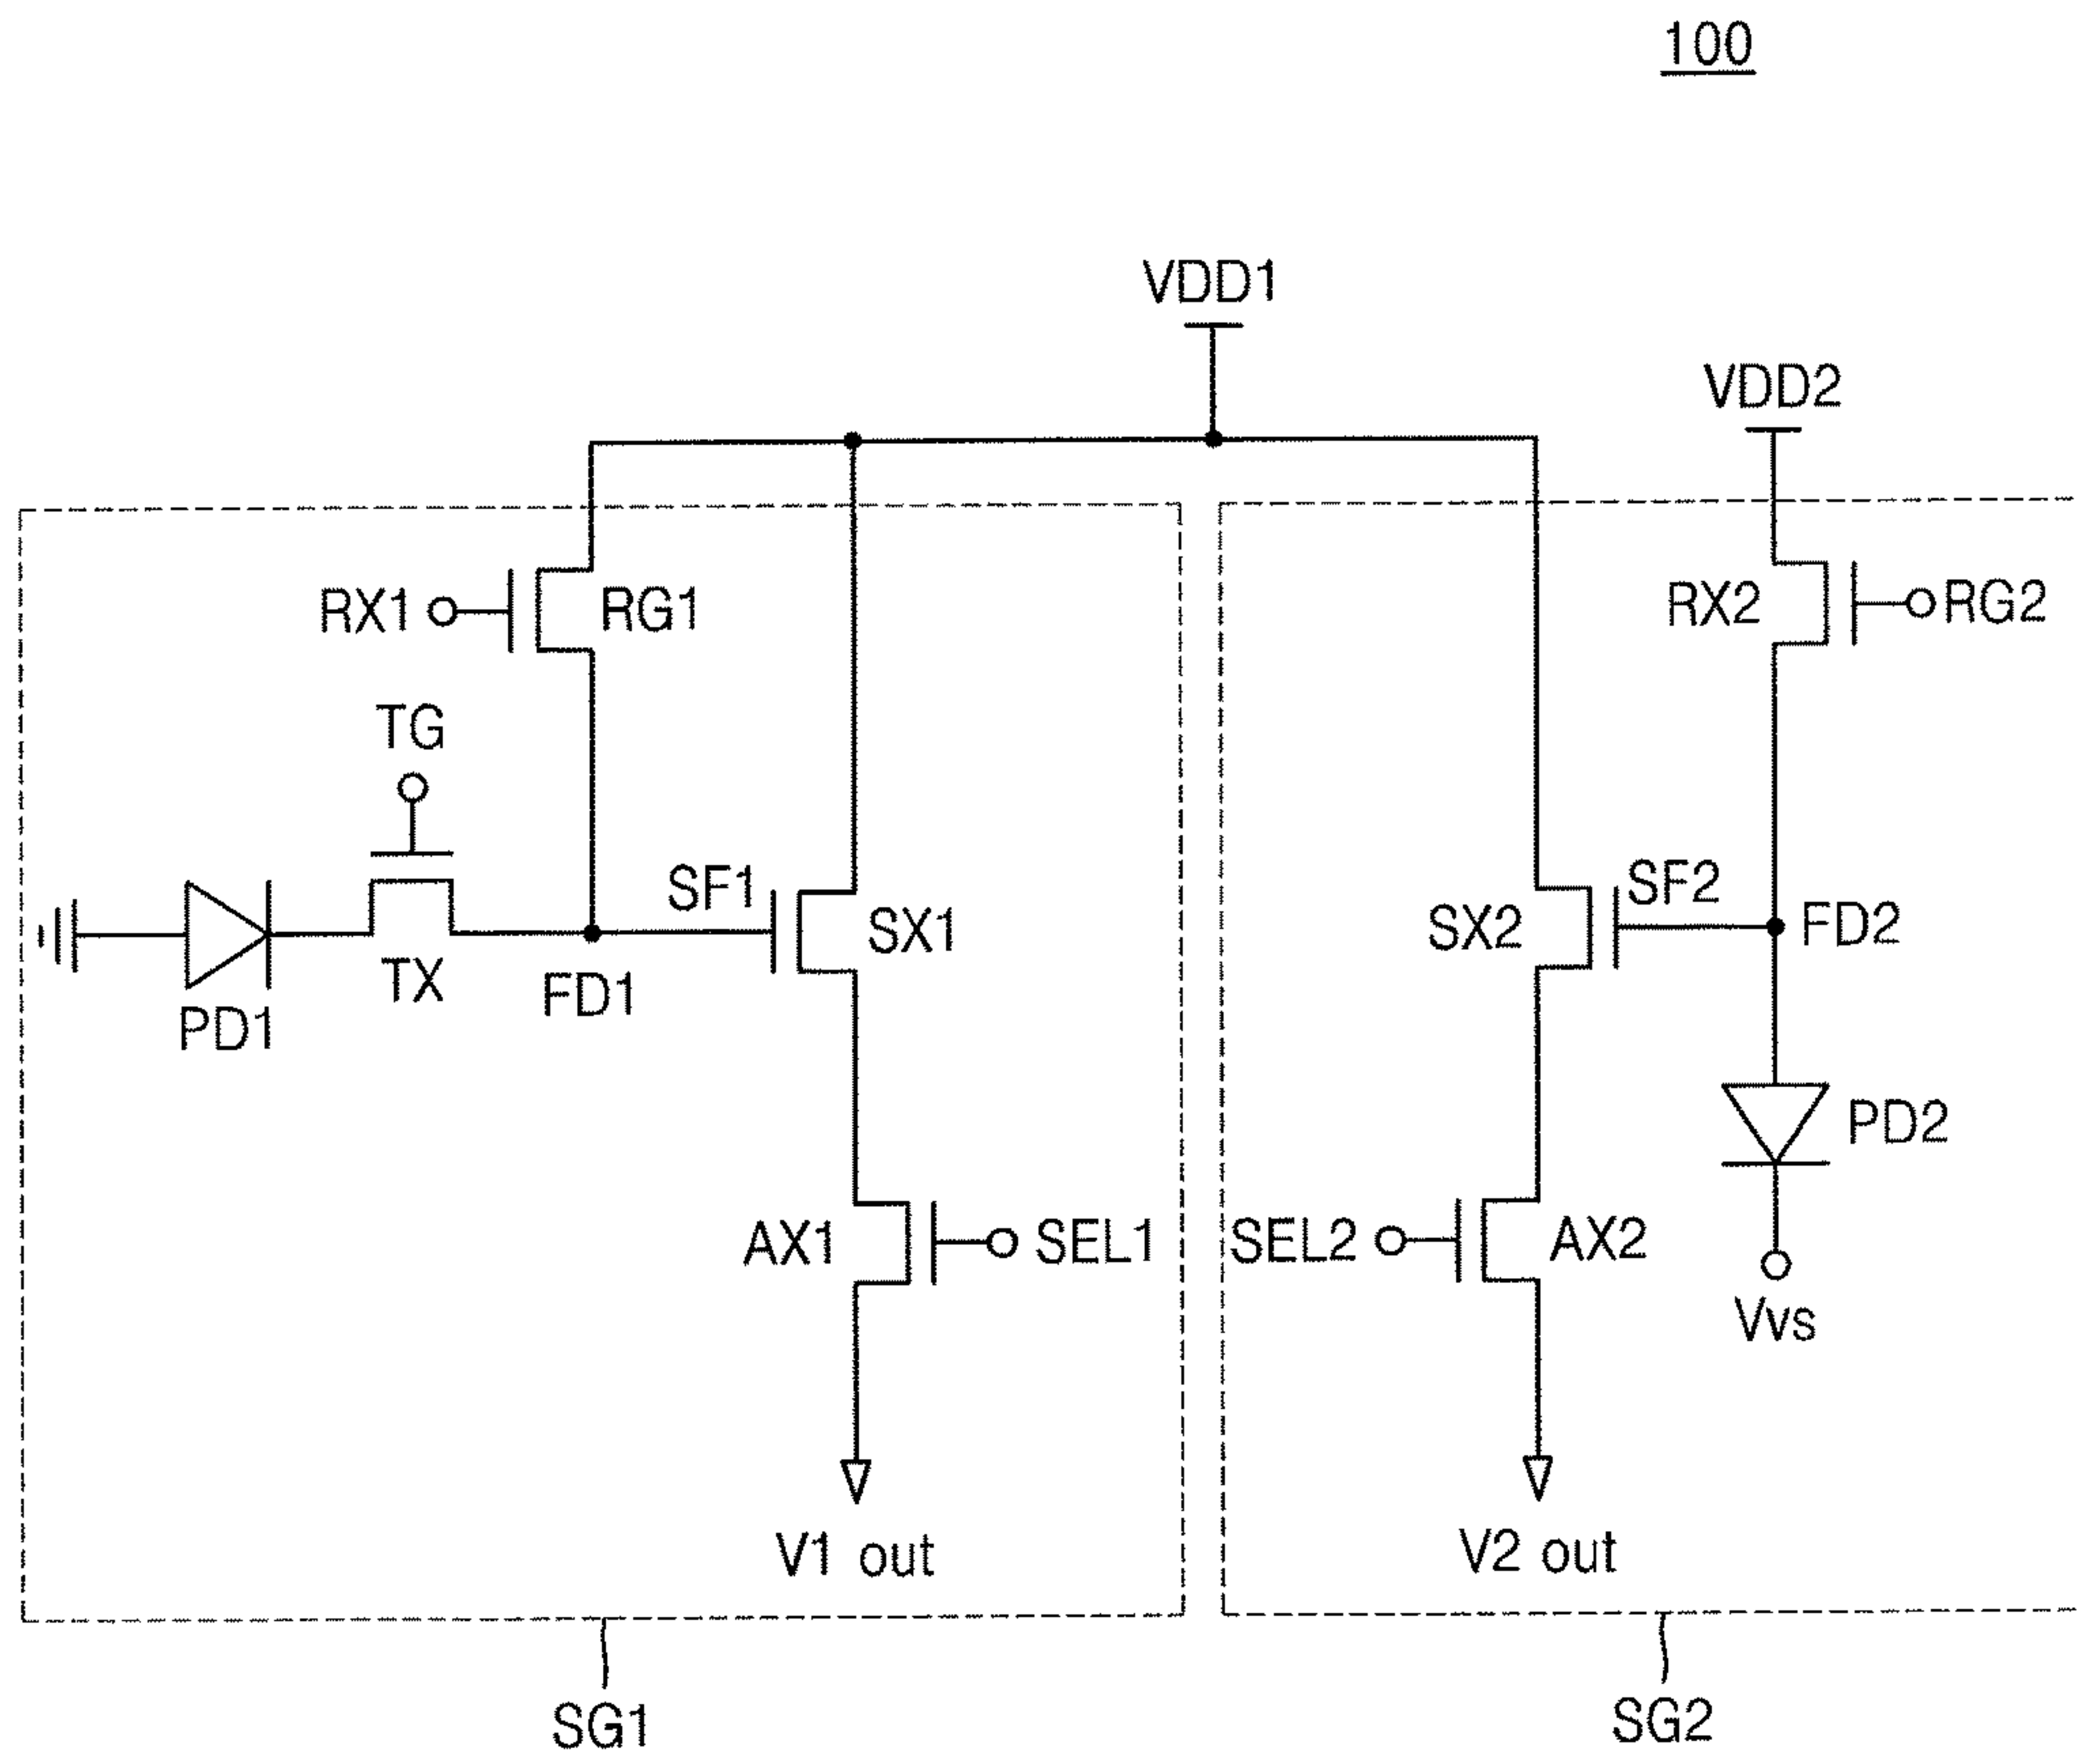 100
VDD1
VDD2
RX1
RG1
RX2
RG2
TG
SF1
SX1
SX2
SF2
FD2
TX
FD1
PD1
PD2
AX1
SEL1
SEL2
AX2
Vvs
V1 out
V2 out
SG1
SG2